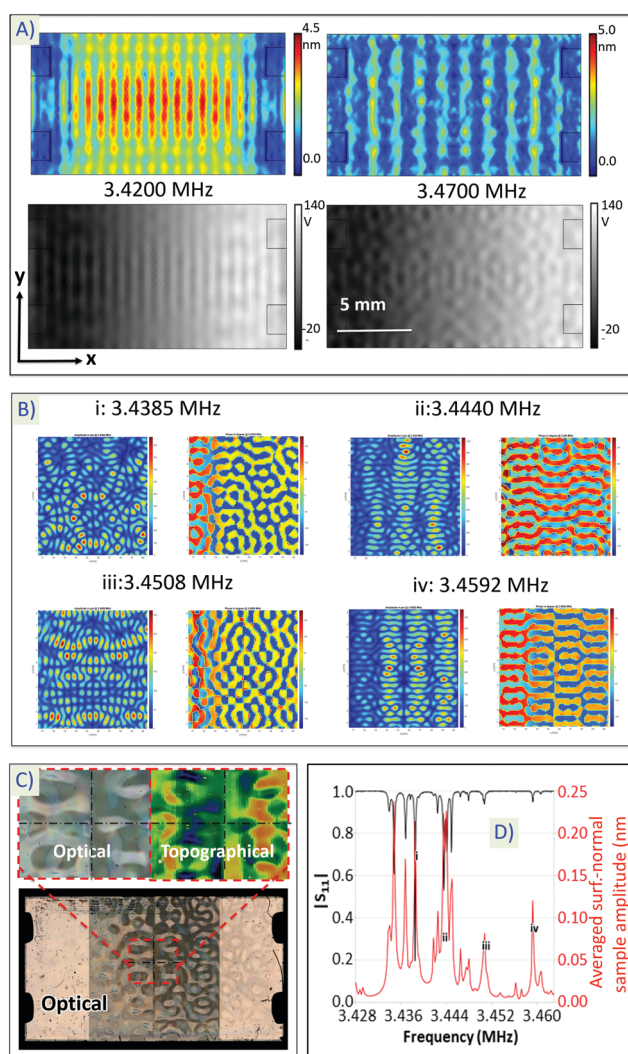 A)
4.5
nm
0.0
5.0
nm
0.0
3.4200 MHz
3.4700 MHz
140
V
-20
-
140
V
-20
-
y
x
5 mm
B)
i: 3.4385 MHz
ii:3.4440 MHz
iii:3.4508 MHz
iv: 3.4592 MHz
C)
Optical
Topographical
Optical
D)
|S11|
1.0
0.8
0.6
0.4
0.2
0.0
0.25
0.20
0.15
0.10
0.05
0.00
i
ii
iii
iv
3.428
3.436
3.444
3.452
3.460
Frequency (MHz)
Averaged surf.-normal
sample amplitude (nm